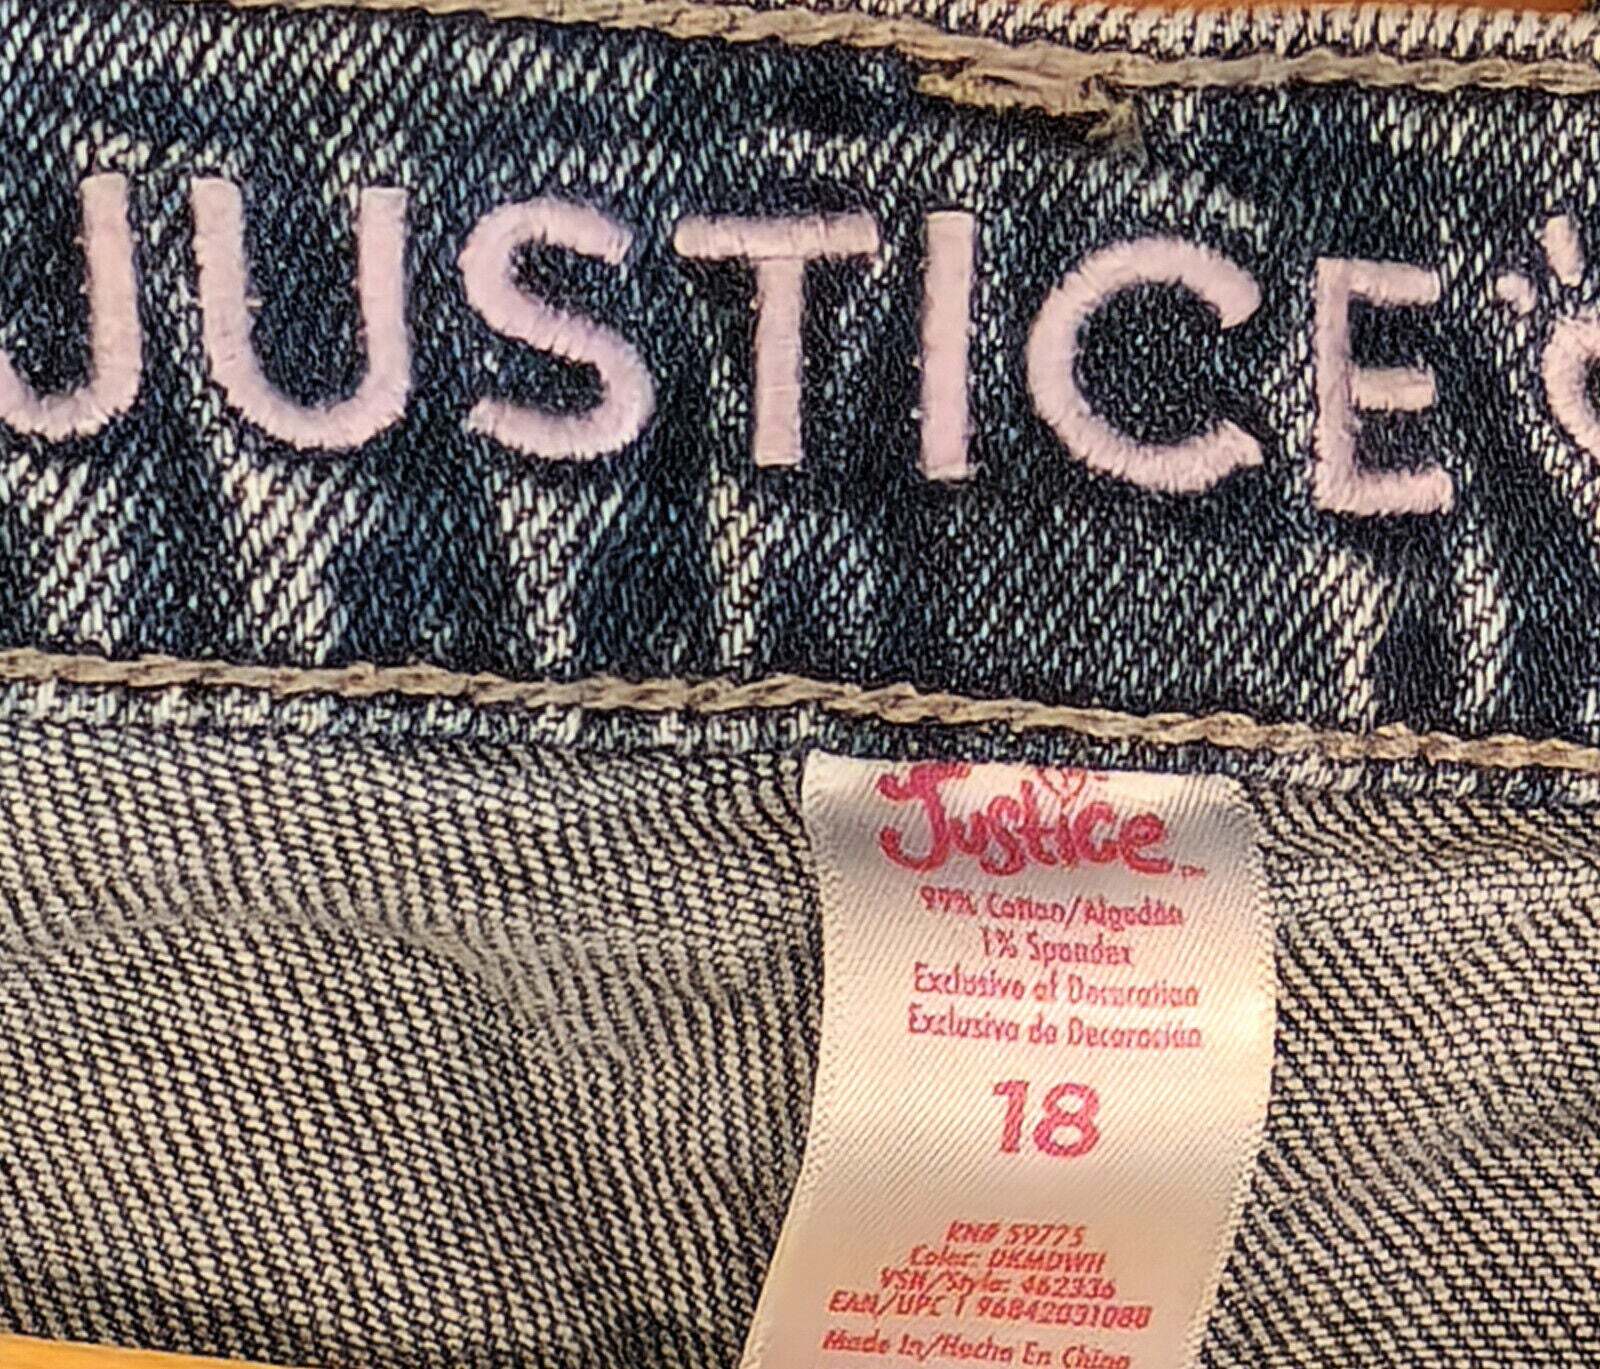 JUSTICE
Justice
99% Cotton/Algodón
1% Spandex
Exclusive of Decoration
Exclusiva de Decoración
18
RN# 59775
Color: DKMDWH
VSN/Style: 462336
EAN/UPC 1 96842031088
Made In/Hecho En China